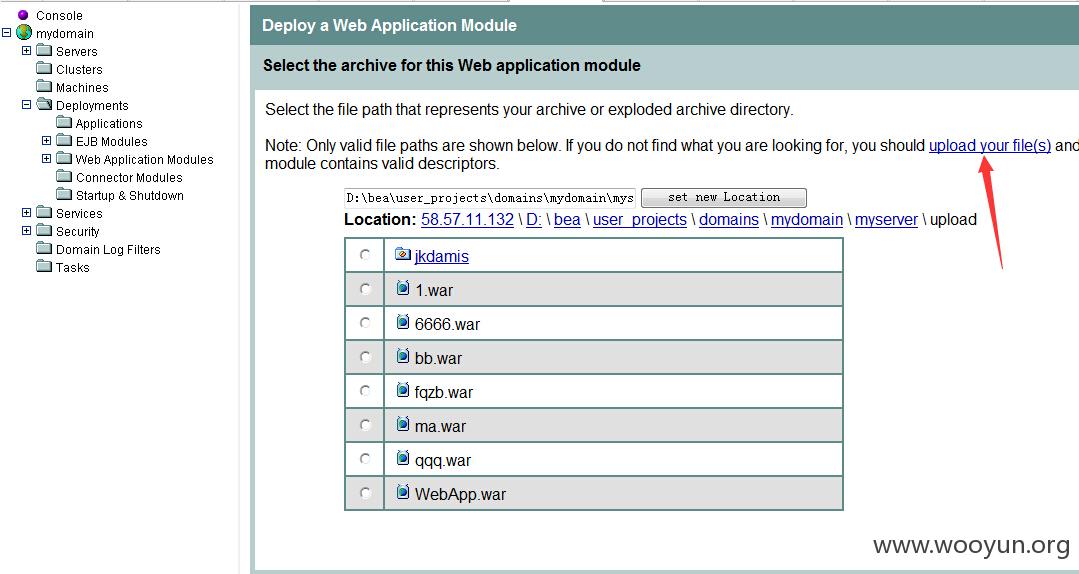 Console
mydomain
Servers
Clusters
Machines
Deployments
Applications
EJB Modules
Web Application Modules
Connector Modules
Startup & Shutdown
Services
Security
Domain Log Filters
Tasks
Deploy a Web Application Module
Select the archive for this Web application module
Select the file path that represents your archive or exploded archive directory.
Note: Only valid file paths are shown below. If you do not find what you are looking for, you should upload your file(s) and
module contains valid descriptors.
D:\bea\user_projects\domains\mydomain\mys set new Location
Location: 58.57.11.132 \ D: \ bea \ user_projects \ domains \ mydomain \ myserver \ upload
jkdamis
1.war
6666.war
bb.war
fqzb.war
ma.war
qqq.war
WebApp.war
www.wooyun.org